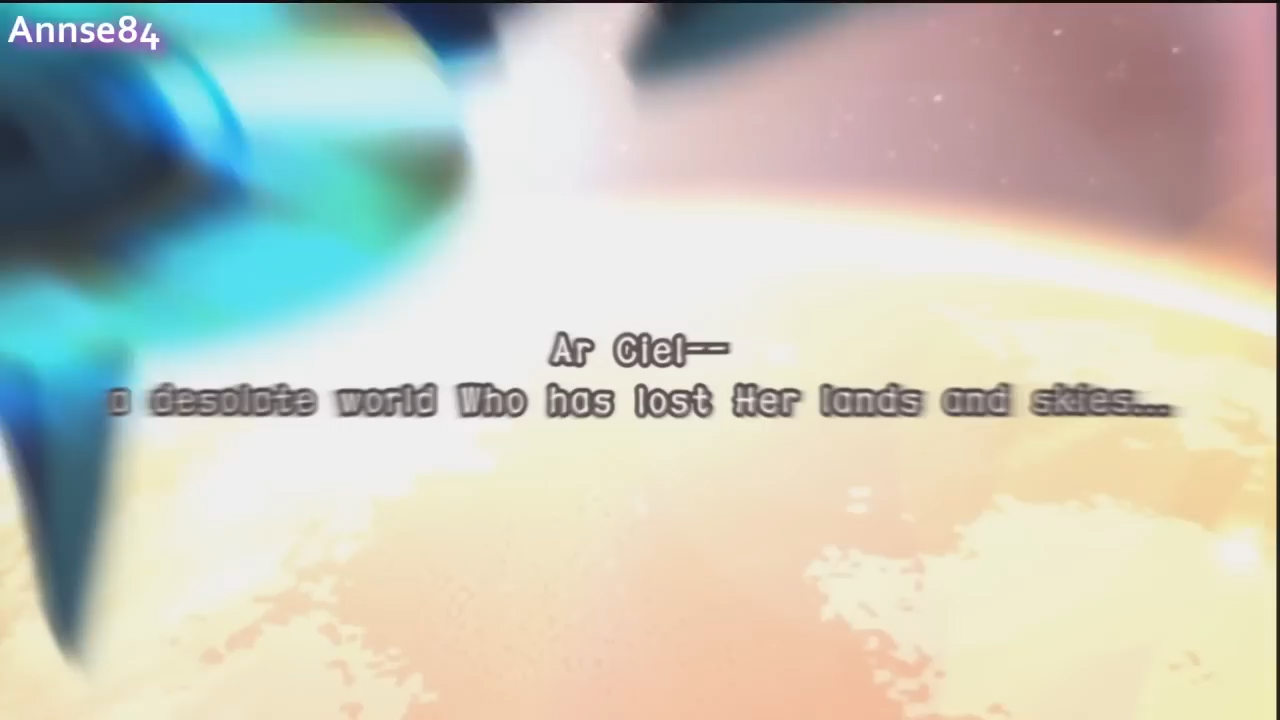 Annse84
Ar Ciel——
a desolate world Who has lost Her lands and skies...